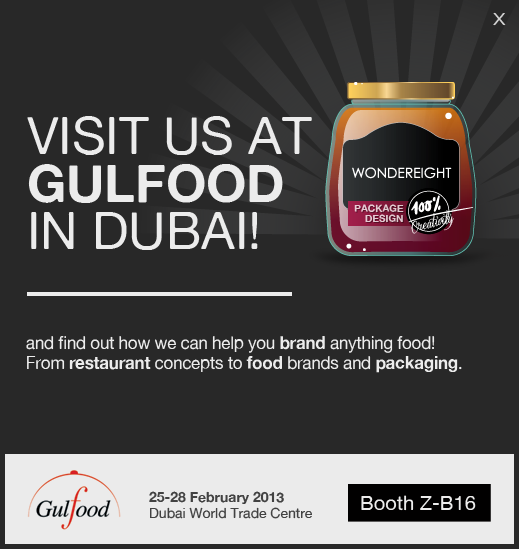 X
VISIT US AT
GULFOOD
IN DUBAI!
WONDEREIGHT
PACKAGE
DESIGN
100%
Creativity
and find out how we can help you brand anything food!
From restaurant concepts to food brands and packaging.
Gulfood
25-28 February 2013
Dubai World Trade Centre
Booth Z-B16